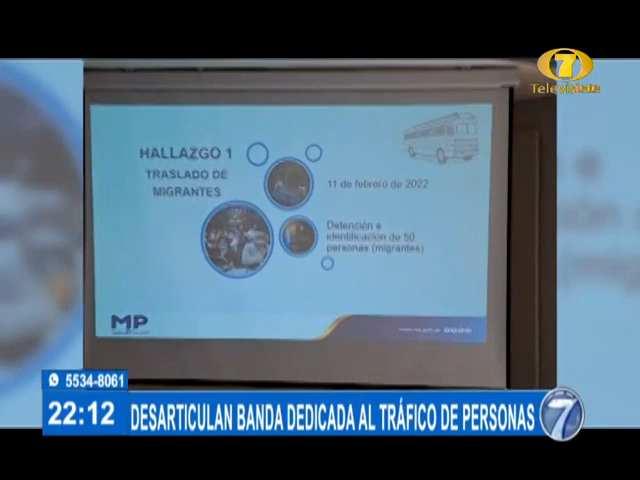 7
Televisiete
HALLAZGO 1
TRASLADO DE
MIGRANTES
11 de febrero de 2022
Detención e
identificación de 50
personas (migrantes)
MP
5534-8061
22:12
DESARTICULAN BANDA DEDICADA AL TRÁFICO DE PERSONAS
7